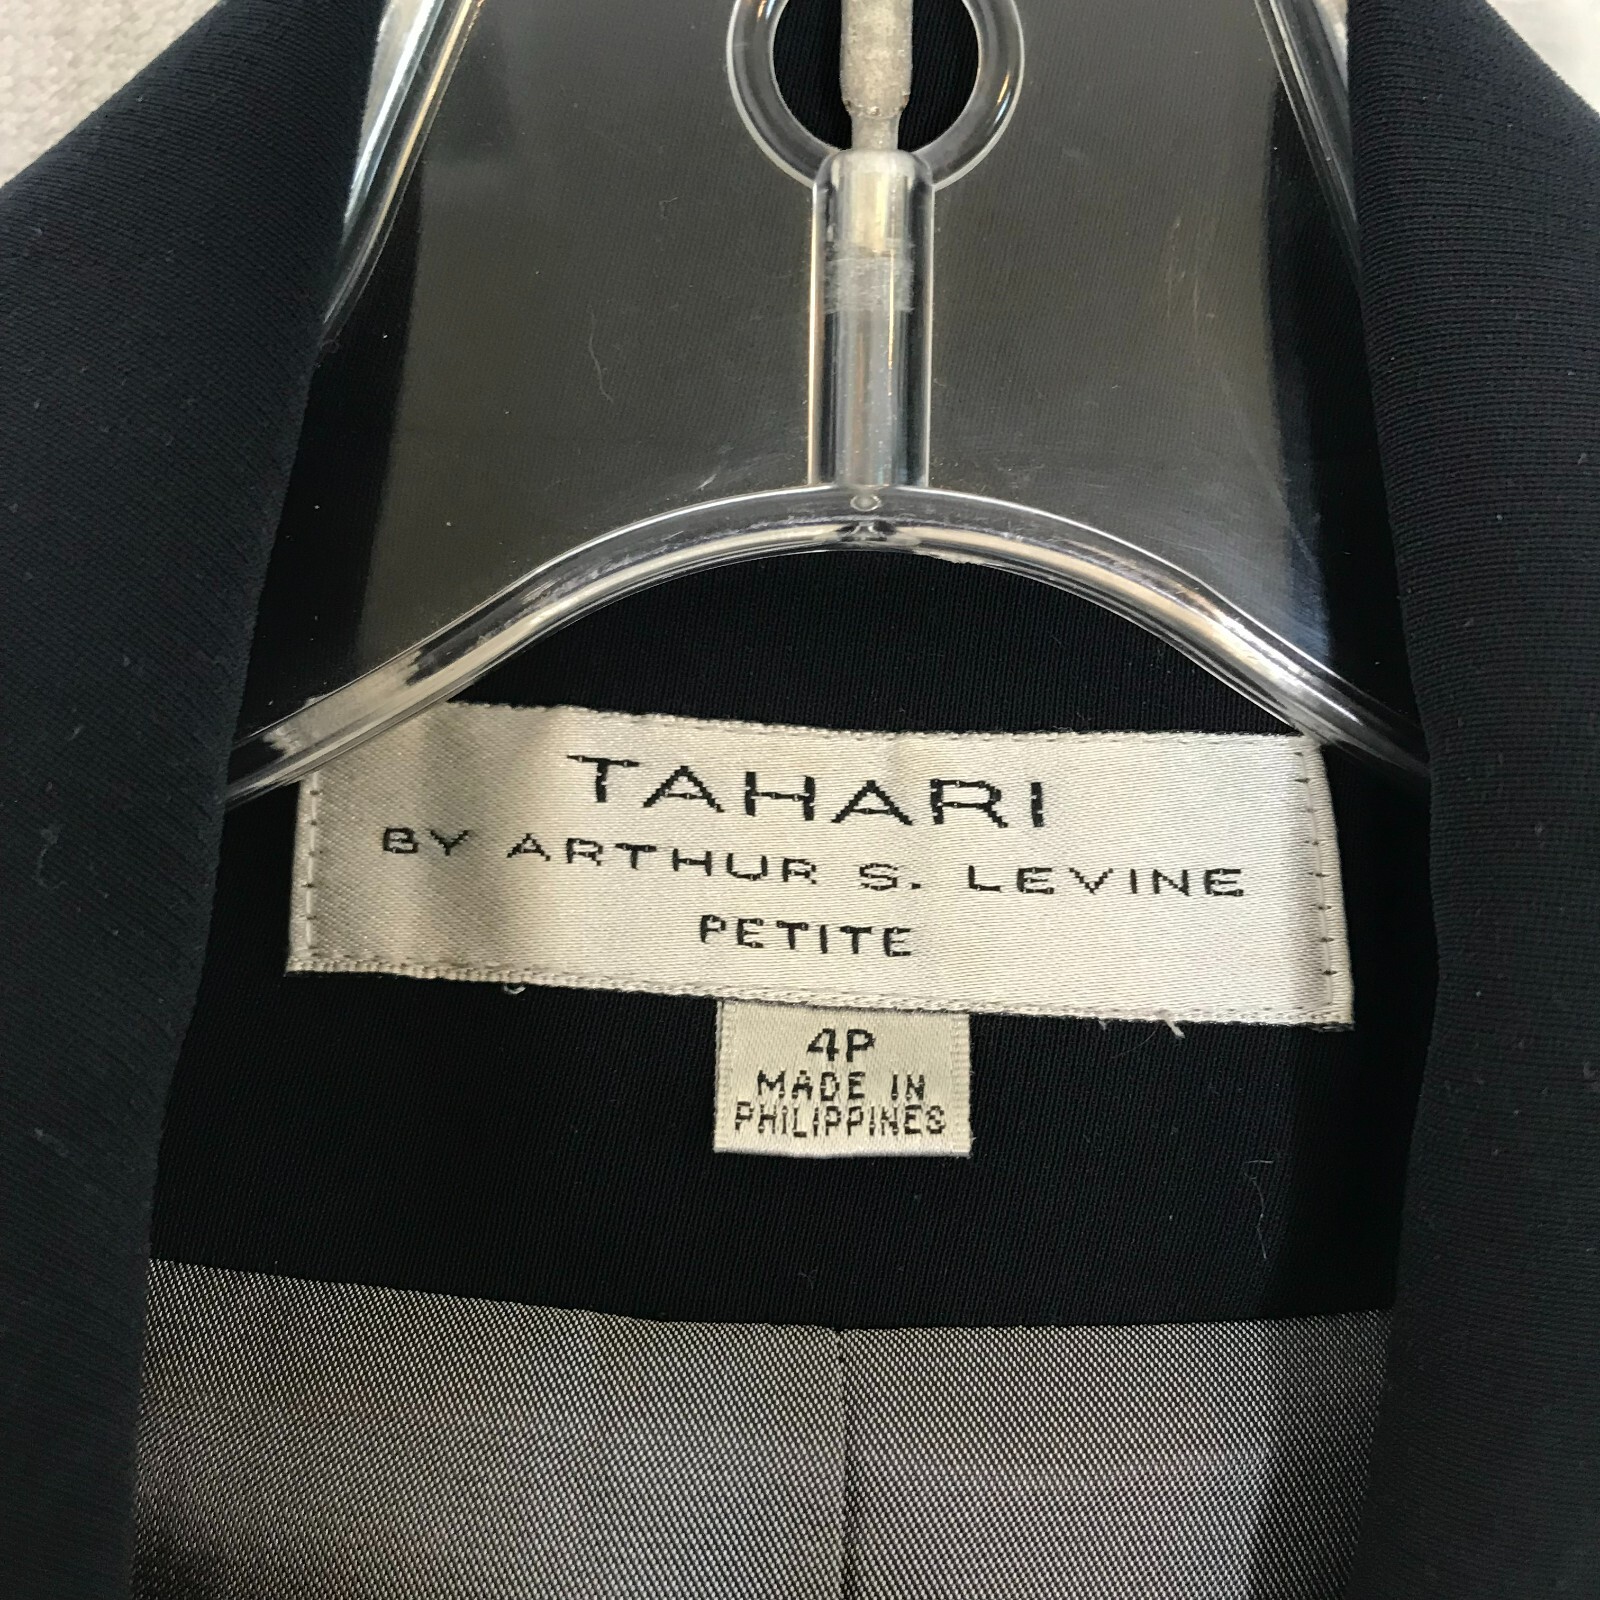 TAHARI
BY ARTHUR S. LEVINE
PETITE
4P
MADE IN
PHILIPPINES